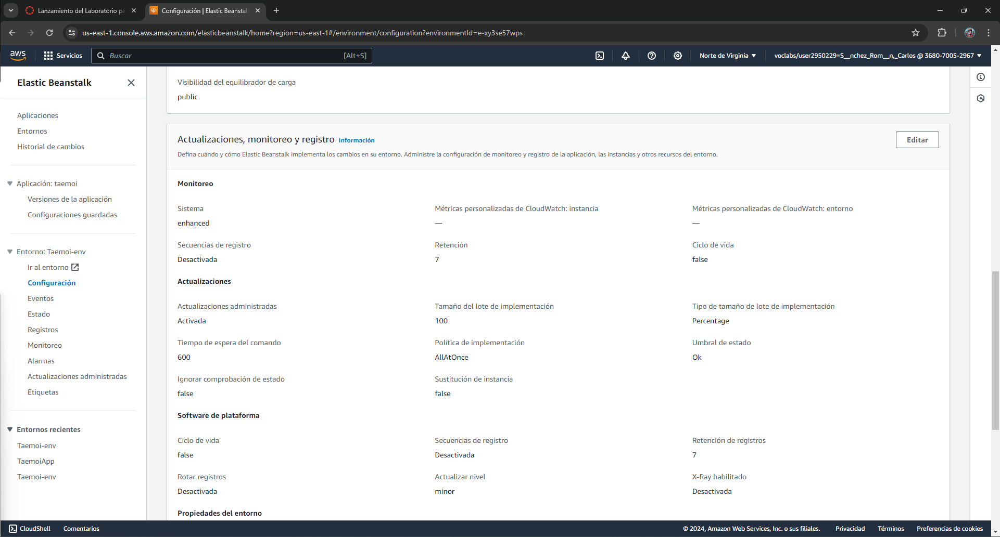 Lanzamiento del Laboratorio pa
Configuración | Elastic Beanstal
us-east-1.console.aws.amazon.com/elasticbeanstalk/home?region=us-east-1#/environment/configuration?environmentId=e-xy3se57wps
aws
Servicios
Buscar
[Alt+S]
Norte de Virginia
voclabs/user2950229=S__nchez_Rom__n,_Carlos @ 3680-7005-2967
Elastic Beanstalk
Aplicaciones
Entornos
Historial de cambios
Aplicación: taemoi
Versiones de la aplicación
Configuraciones guardadas
Entorno: Taemoi-env
Ir al entorno
Configuración
Eventos
Estado
Registros
Monitoreo
Alarmas
Actualizaciones administradas
Etiquetas
Entornos recientes
Taemoi-env
TaemoiApp
Taemoi-env
Visibilidad del equilibrador de carga
public
Actualizaciones, monitoreo y registro Información
Editar
Defina cuándo y cómo Elastic Beanstalk implementa los cambios en su entorno. Administre la configuración de monitoreo y registro de la aplicación, las instancias y otros recursos del entorno.
Monitoreo
Sistema
enhanced
Métricas personalizadas de CloudWatch: instancia
—
Métricas personalizadas de CloudWatch: entorno
—
Secuencias de registro
Desactivada
Retención
7
Ciclo de vida
false
Actualizaciones
Actualizaciones administradas
Activada
Tamaño del lote de implementación
100
Tipo de tamaño de lote de implementación
Percentage
Tiempo de espera del comando
600
Política de implementación
AllAtOnce
Umbral de estado
Ok
Ignorar comprobación de estado
false
Sustitución de instancia
false
Software de plataforma
Ciclo de vida
false
Secuencias de registro
Desactivada
Retención de registros
7
Rotar registros
Desactivada
Actualizar nivel
minor
X-Ray habilitado
Desactivada
Propiedades del entorno
CloudShell
Comentarios
© 2024, Amazon Web Services, Inc. o sus filiales.
Privacidad
Términos
Preferencias de cookies